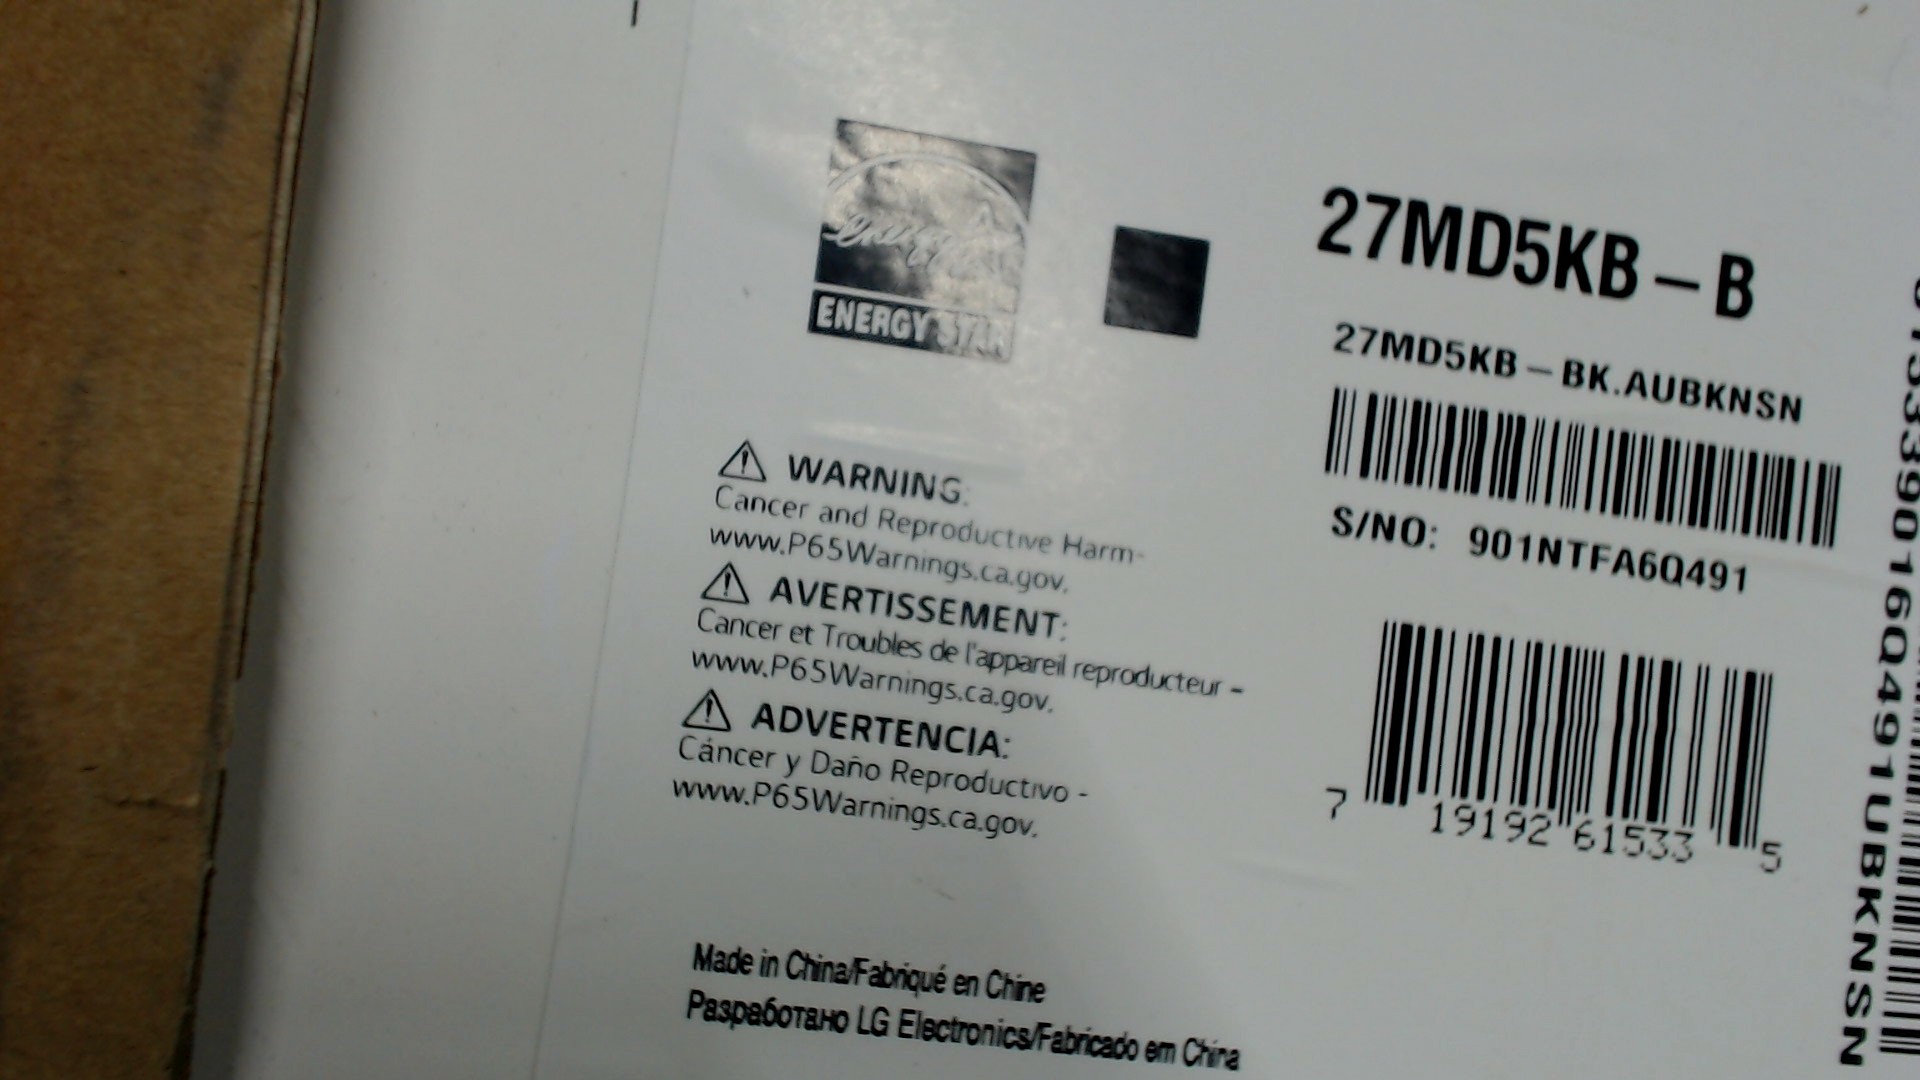 energy
ENERGY STAR
27MD5KB-B
27MD5KB-BK.AUBKNSN
S/NO: 901NTFA6Q491
7 19192 61533 5
WARNING:
Cancer and Reproductive Harm-
www.P65Warnings.ca.gov.
AVERTISSEMENT:
Cancer et Troubles de l'appareil reproducteur -
www.P65Warnings.ca.gov.
ADVERTENCIA:
Cáncer y Daño Reproductivo -
www.P65Warnings.ca.gov.
Made in China/Fabriqué en Chine
Разработано LG Electronics/Fabricado em China